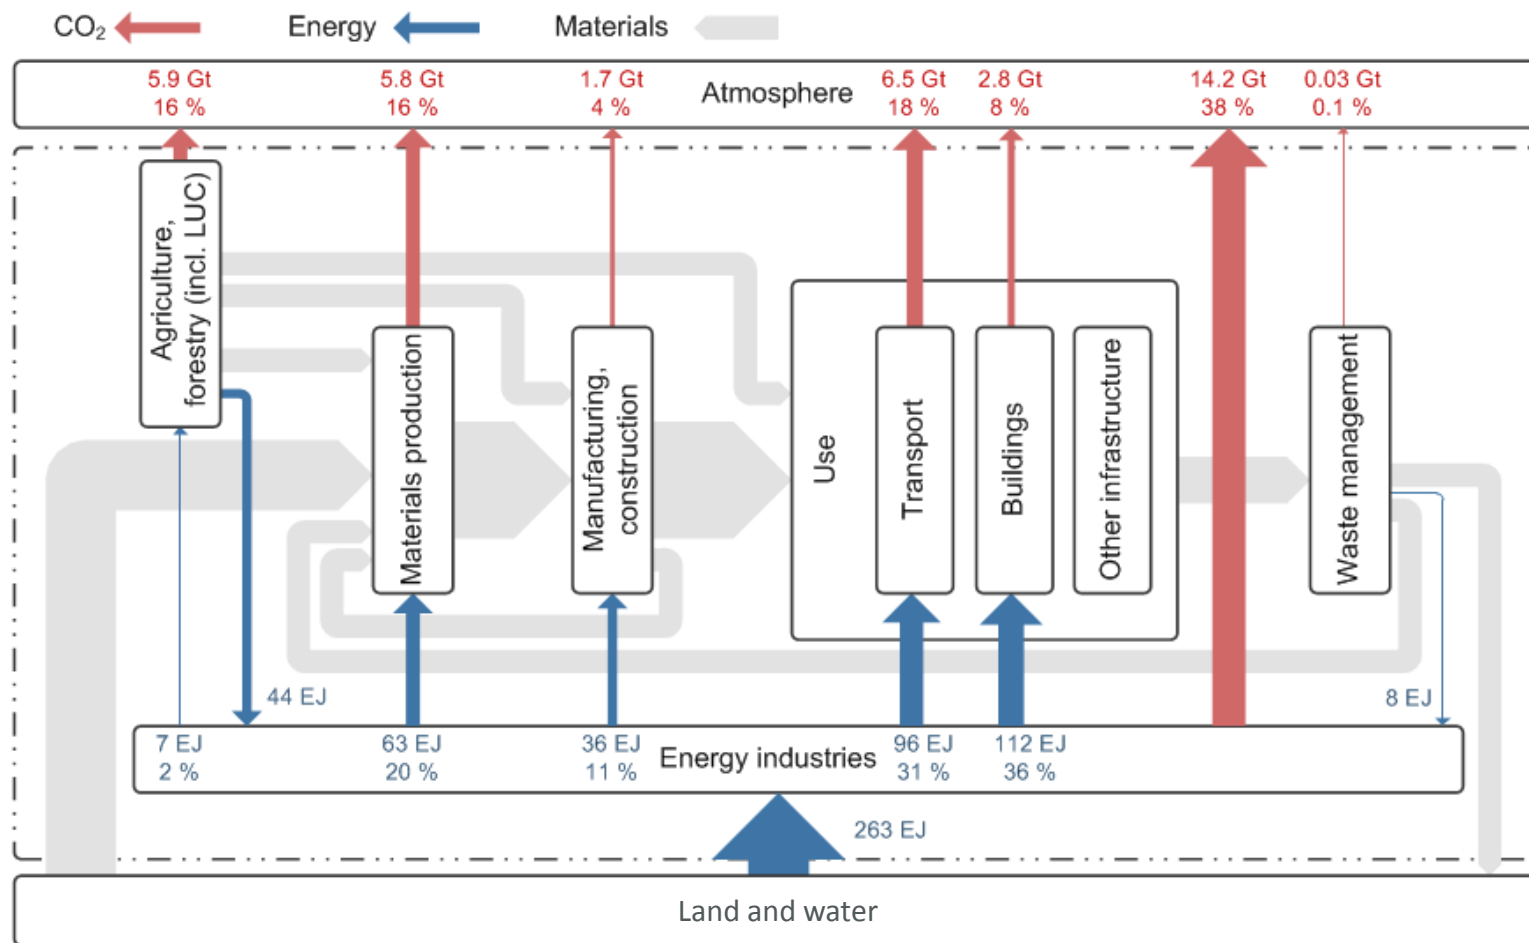 CO₂
Energy
Materials
5.9 Gt
16 %
5.8 Gt
16 %
1.7 Gt
4 %
Atmosphere
6.5 Gt
18 %
2.8 Gt
8 %
14.2 Gt
38 %
0.03 Gt
0.1 %
Agriculture,
forestry (incl. LUC)
Materials production
Manufacturing,
construction
Use
Transport
Buildings
Other infrastructure
Waste management
44 EJ
8 EJ
7 EJ
2 %
63 EJ
20 %
36 EJ
11 %
Energy industries
96 EJ
31 %
112 EJ
36 %
263 EJ
Land and water